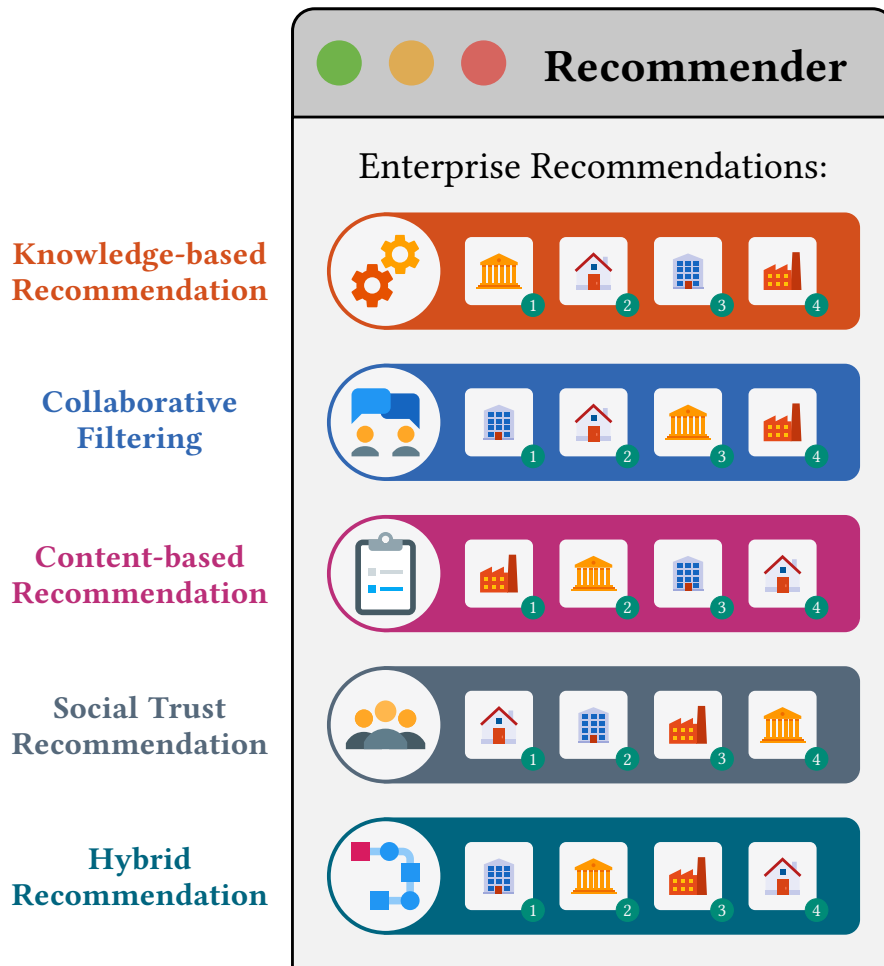 Recommender
Enterprise Recommendations:
Knowledge-based
Recommendation
1 2 3 4
Collaborative
Filtering
1 2 3 4
Content-based
Recommendation
1 2 3 4
Social Trust
Recommendation
1 2 3 4
Hybrid
Recommendation
1 2 3 4